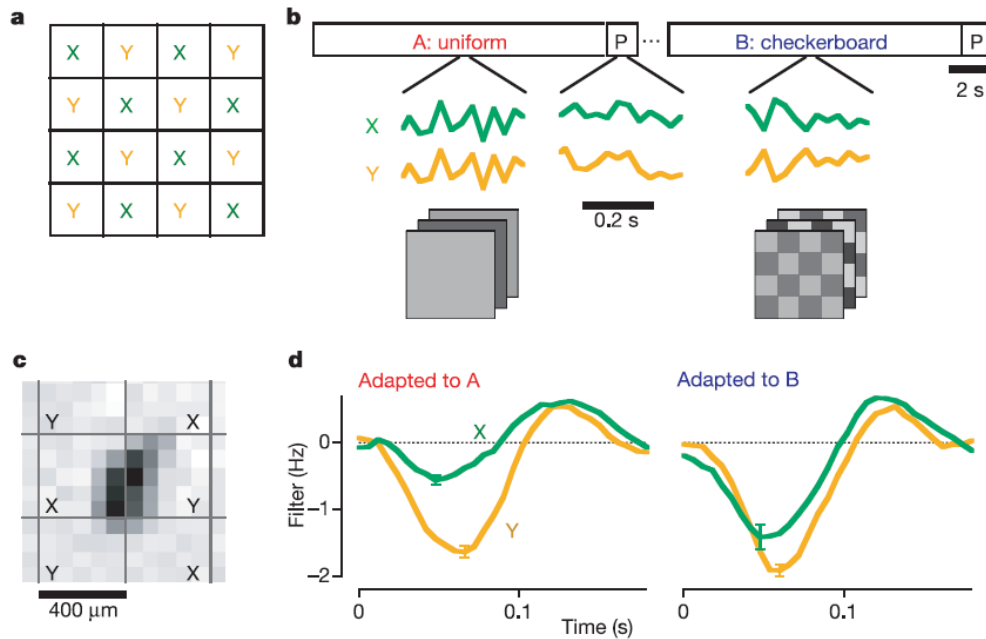 a
X Y X Y
Y X Y X
X Y X Y
Y X Y X
b
A: uniform P ... B: checkerboard P
2 s
X
Y
0.2 s
c
Y X
X Y
Y X
400 μm
d
Adapted to A Adapted to B
X
Y
Filter (Hz)
0
−1
−2
0 0.1 0 0.1
Time (s)